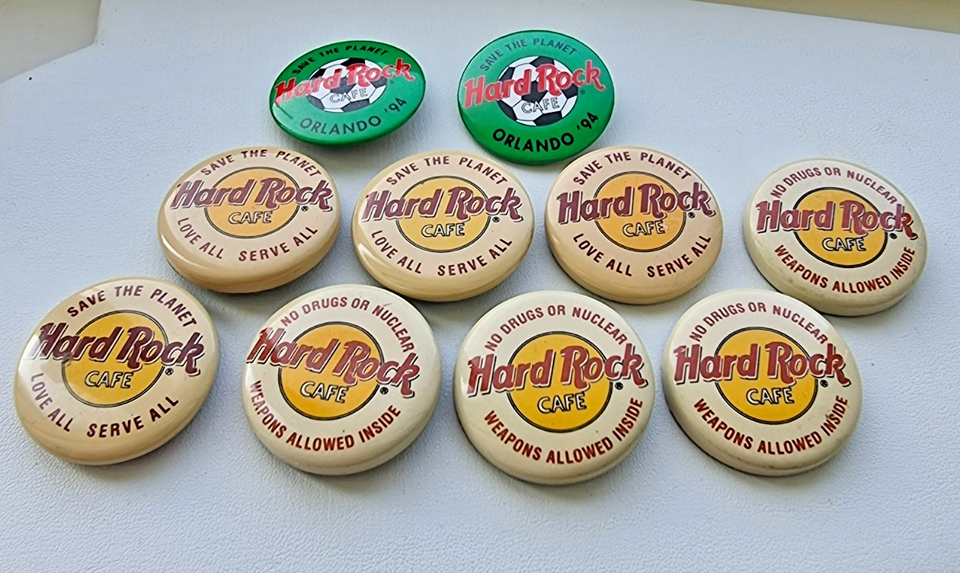 SAVE THE PLANET
Hard Rock
CAFE
ORLANDO '94
SAVE THE PLANET
Hard Rock
CAFE
ORLANDO '94
SAVE THE PLANET
Hard Rock®
CAFE
LOVE ALL SERVE ALL
SAVE THE PLANET
Hard Rock®
CAFE
LOVE ALL SERVE ALL
SAVE THE PLANET
Hard Rock®
CAFE
LOVE ALL SERVE ALL
NO DRUGS OR NUCLEAR
Hard Rock®
CAFE
WEAPONS ALLOWED INSIDE
SAVE THE PLANET
Hard Rock®
CAFE
LOVE ALL SERVE ALL
NO DRUGS OR NUCLEAR
Hard Rock®
CAFE
WEAPONS ALLOWED INSIDE
NO DRUGS OR NUCLEAR
Hard Rock®
CAFE
WEAPONS ALLOWED INSIDE
NO DRUGS OR NUCLEAR
Hard Rock®
CAFE
WEAPONS ALLOWED INSIDE